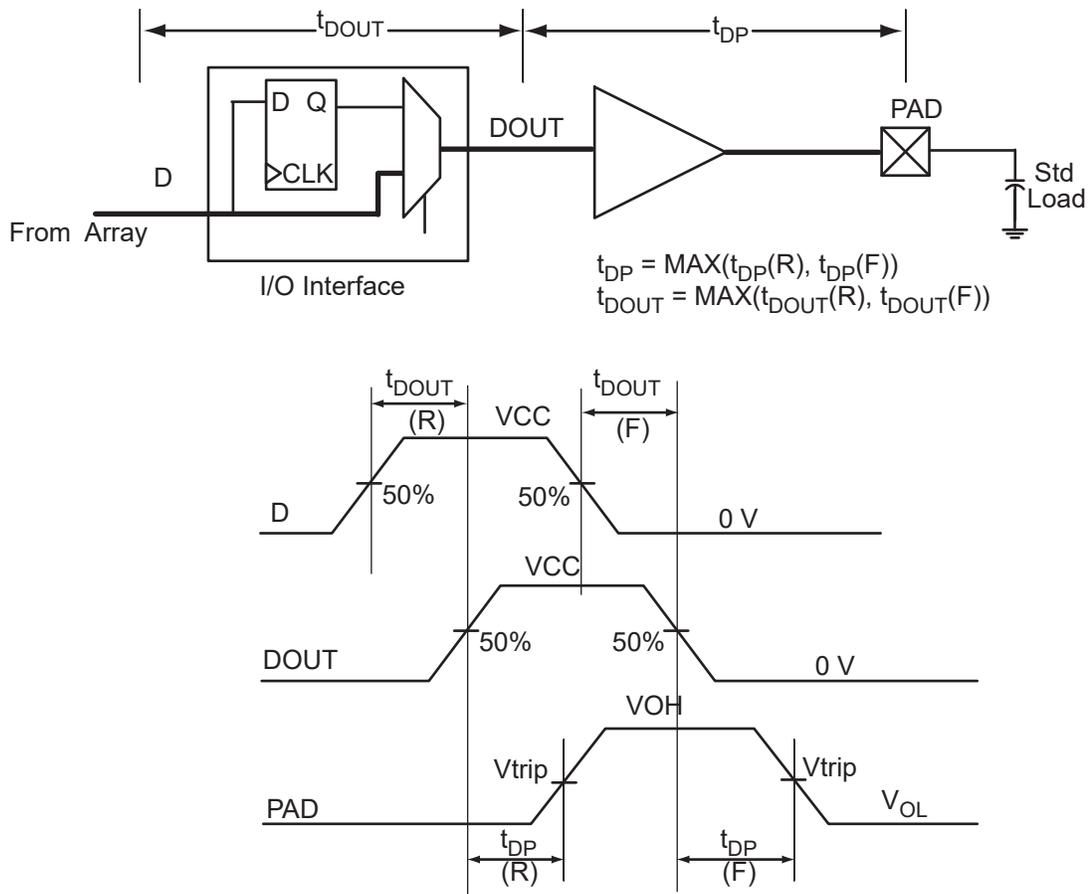 tDOUT
tDP
D Q
CLK
DOUT
PAD
D
From Array
Std
Load
I/O Interface
tDP = MAX(tDP(R), tDP(F))
tDOUT = MAX(tDOUT(R), tDOUT(F))
tDOUT
(R)
VCC
tDOUT
(F)
50%
50%
D
0 V
VCC
50%
50%
DOUT
0 V
VOH
Vtrip
Vtrip
PAD
VOL
tDP
(R)
tDP
(F)